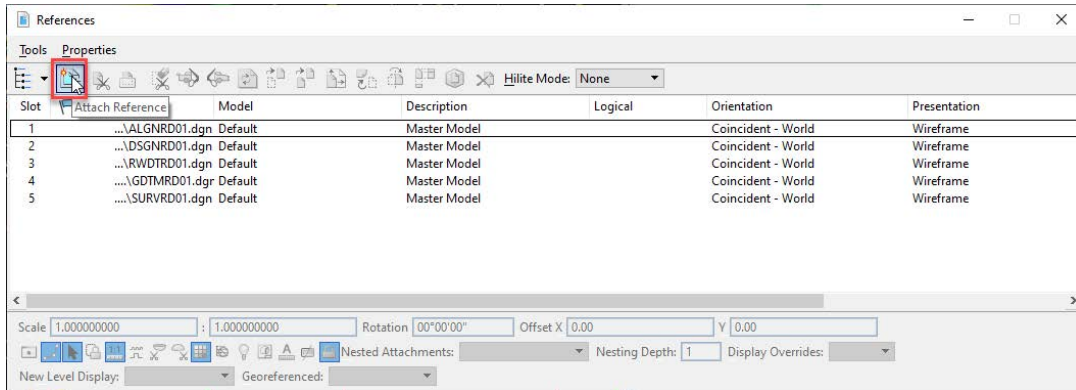 References
Tools Properties
Hilite Mode: None
Slot Model Description Logical Orientation Presentation
Attach Reference
1 ...\ALGNRD01.dgn Default Master Model Coincident - World Wireframe
2 ...\DSGNRD01.dgn Default Master Model Coincident - World Wireframe
3 ...\RWDTRD01.dgn Default Master Model Coincident - World Wireframe
4 ....\GDTMRD01.dgr Default Master Model Coincident - World Wireframe
5 ....\SURVRD01.dgn Default Master Model Coincident - World Wireframe
Scale 1.000000000 : 1.000000000 Rotation 00°00'00" Offset X 0.00 Y 0.00
1:1 A Nested Attachments: Nesting Depth: 1 Display Overrides:
New Level Display: Georeferenced: